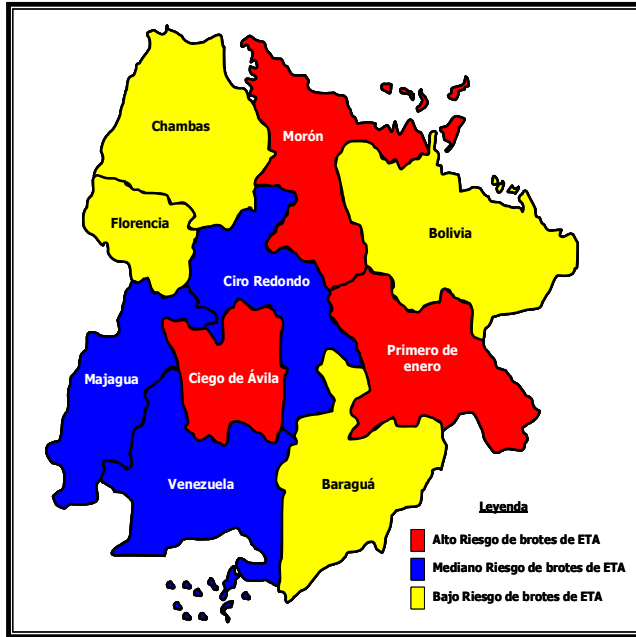 Chambas
Morón
Florencia
Bolivia
Ciro Redondo
Primero de
enero
Majagua
Ciego de Ávila
Venezuela
Baraguá
Leyenda
Alto Riesgo de brotes de ETA
Mediano Riesgo de brotes de ETA
Bajo Riesgo de brotes de ETA